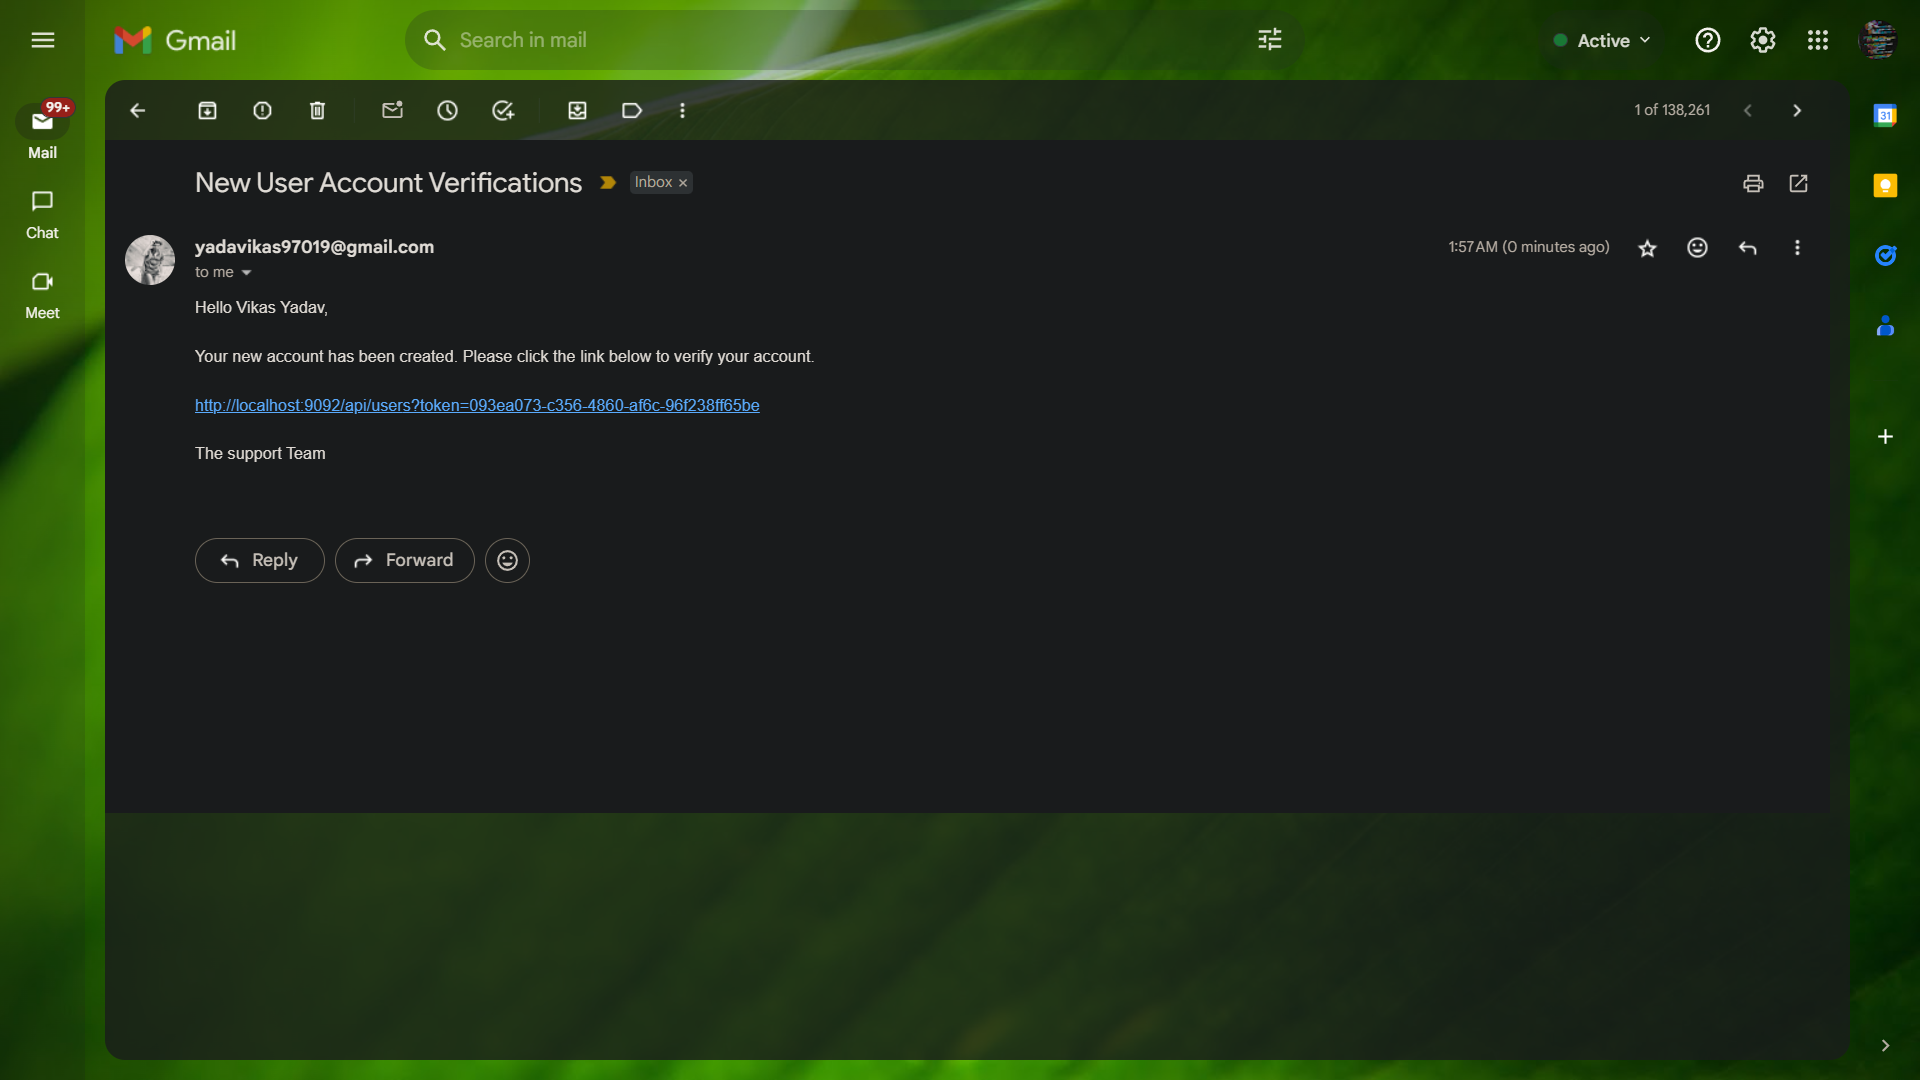 Gmail
Search in mail
Active
99+
Mail
Chat
Meet
1 of 138,261
31
New User Account Verifications
Inbox ×
yadavikas97019@gmail.com
1:57 AM (0 minutes ago)
to me
Hello Vikas Yadav,
Your new account has been created. Please click the link below to verify your account.
http://localhost:9092/api/users?token=093ea073-c356-4860-af6c-96f238ff65be
The support Team
Reply
Forward